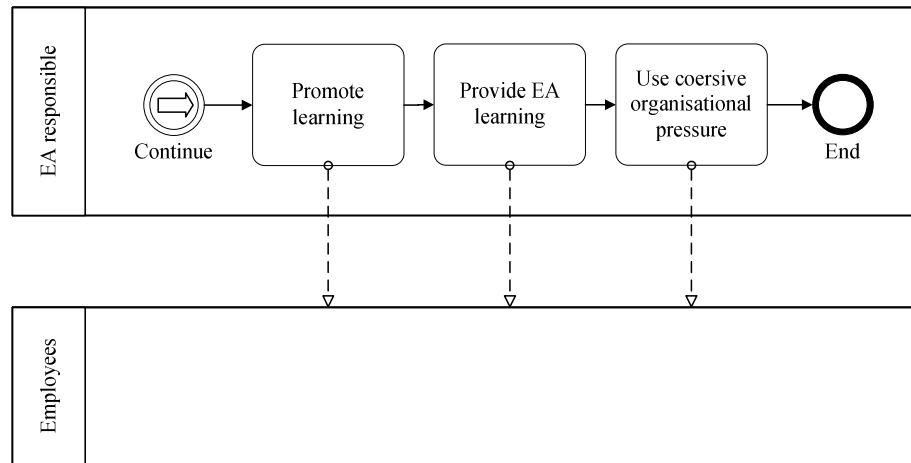 EA responsible
Continue
Promote
learning
Provide EA
learning
Use coersive
organisational
pressure
End
Employees